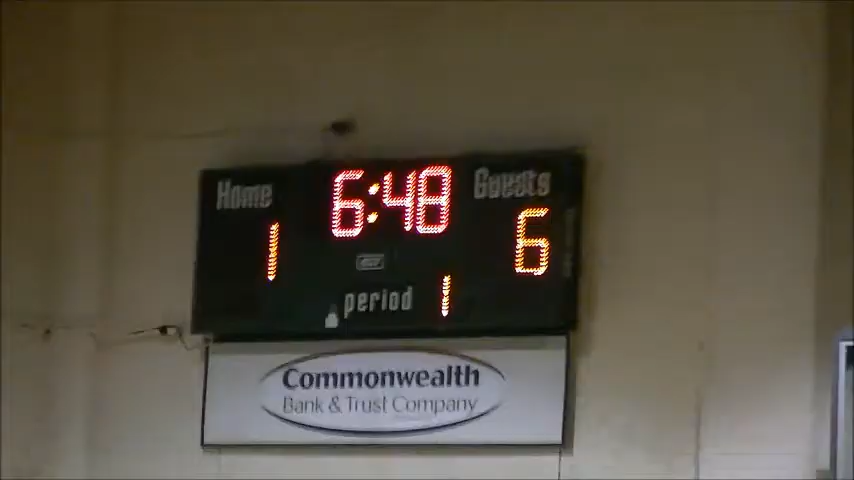 Home 6:48 Guests
1 6
period 1
Commonwealth
Bank & Trust Company